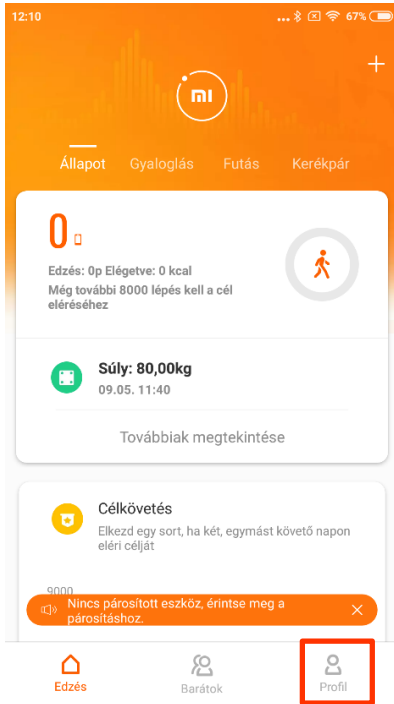 12:10
67%
mi
+
Állapot Gyaloglás Futás Kerékpár
0
Edzés: 0p Elégetve: 0 kcal
Még további 8000 lépés kell a cél
eléréséhez
Súly: 80,00kg
09.05. 11:40
Továbbiak megtekintése
Célkövetés
Elkezd egy sort, ha két, egymást követő napon
eléri célját
9000
Nincs párosított eszköz, érintse meg a
párosításhoz.
Edzés Barátok Profil